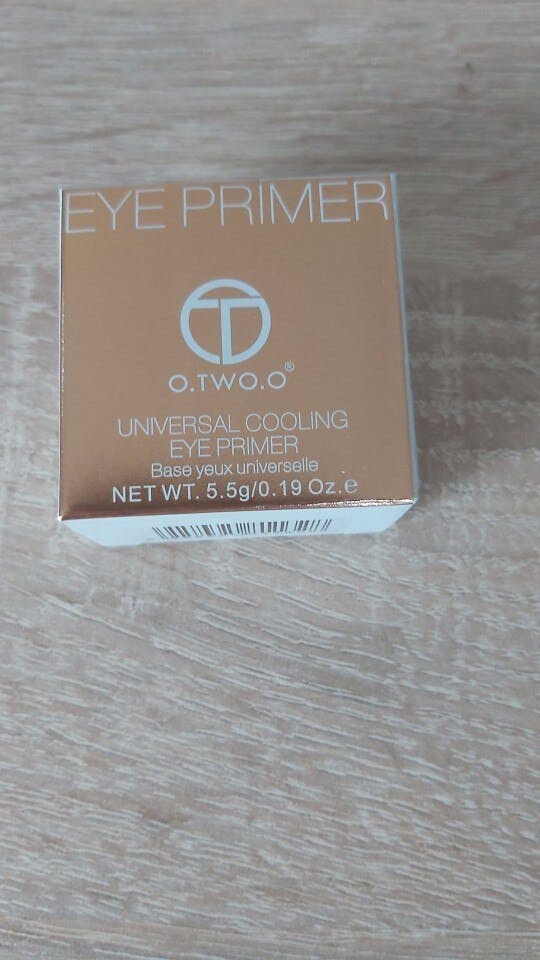 EYE PRIMER
O.TWO.O®
UNIVERSAL COOLING
EYE PRIMER
Base yeux universelle
NET WT. 5.5g/0.19 Oz.e